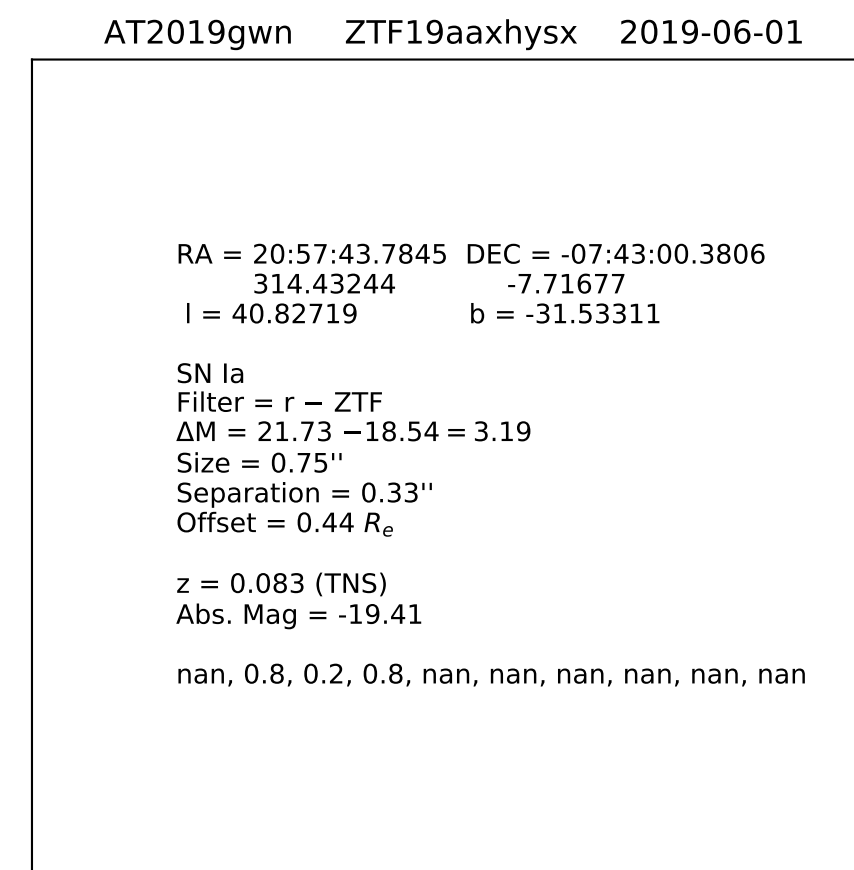 AT2019gwn ZTF19aaxhysx 2019-06-01
RA = 20:57:43.7845 DEC = -07:43:00.3806
314.43244 -7.71677
l = 40.82719 b = -31.53311
SN Ia
Filter = r − ZTF
ΔM = 21.73 −18.54 = 3.19
Size = 0.75''
Separation = 0.33''
Offset = 0.44 Rₑ
z = 0.083 (TNS)
Abs. Mag = -19.41
nan, 0.8, 0.2, 0.8, nan, nan, nan, nan, nan, nan